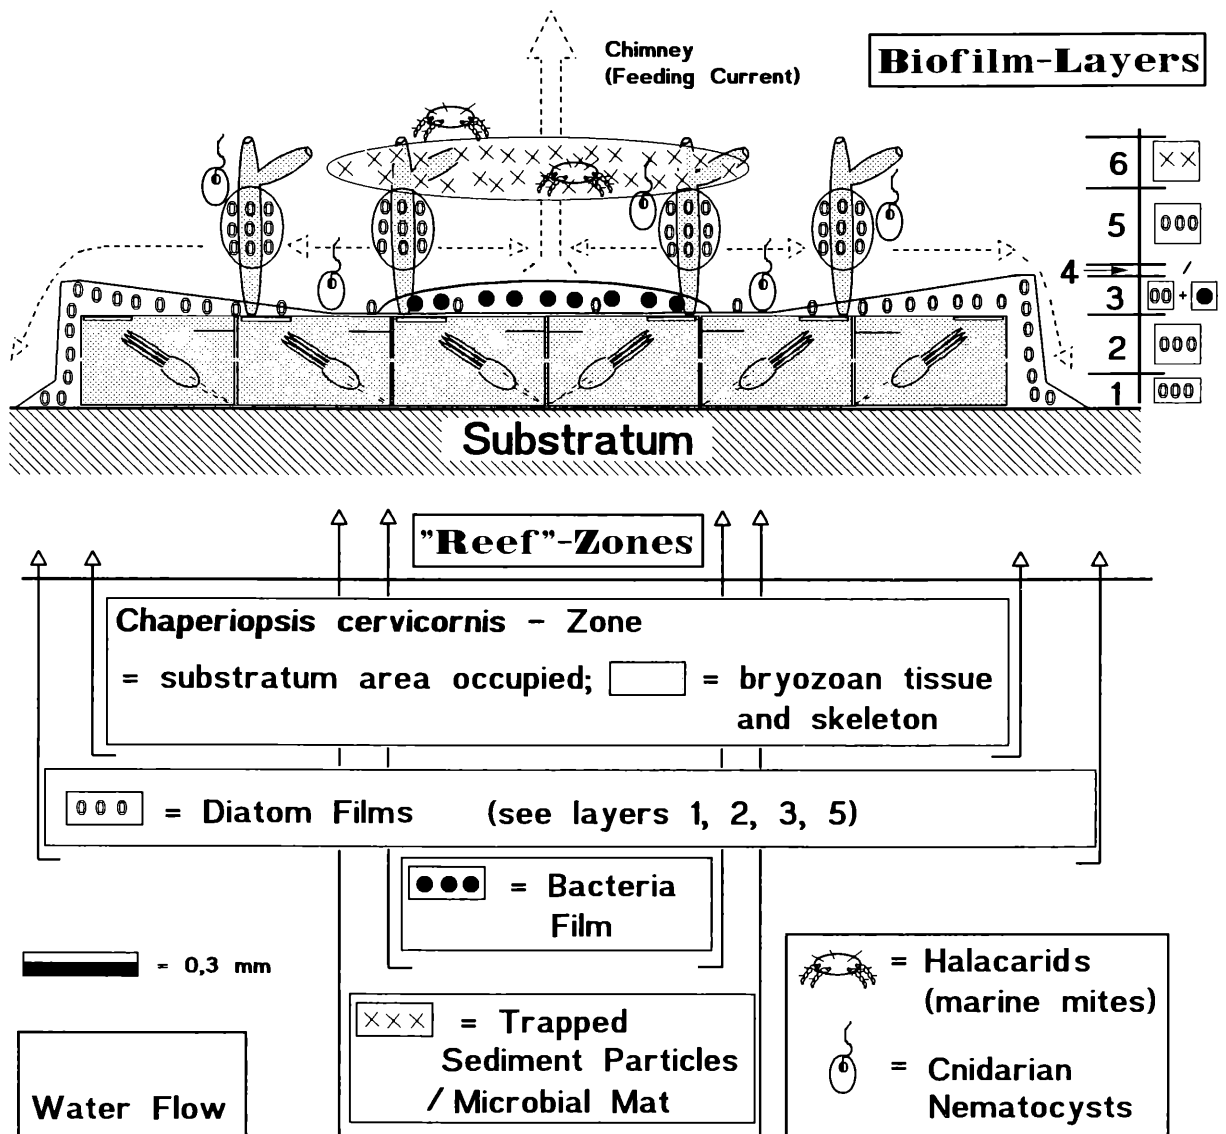 Chimney
(Feeding Current)
Biofilm-Layers
6
5
4
/
3
+
2
1
Substratum
"Reef"-Zones
Chaperiopsis cervicornis - Zone
= substratum area occupied; = bryozoan tissue
and skeleton
= Diatom Films (see layers 1, 2, 3, 5)
= Bacteria
Film
= 0,3 mm
= Trapped
Sediment Particles
/ Microbial Mat
= Halacarids
(marine mites)
= Cnidarian
Nematocysts
Water Flow